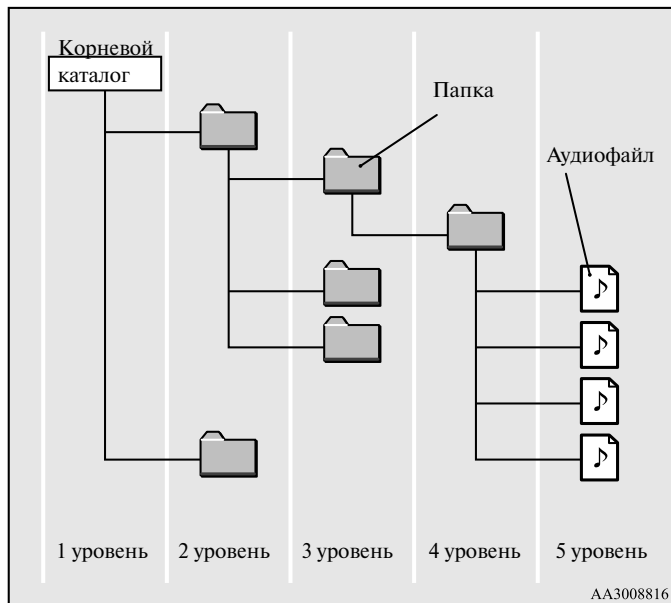 Корневой
каталог
Папка
Аудиофайл
1 уровень
2 уровень
3 уровень
4 уровень
5 уровень
AA3008816